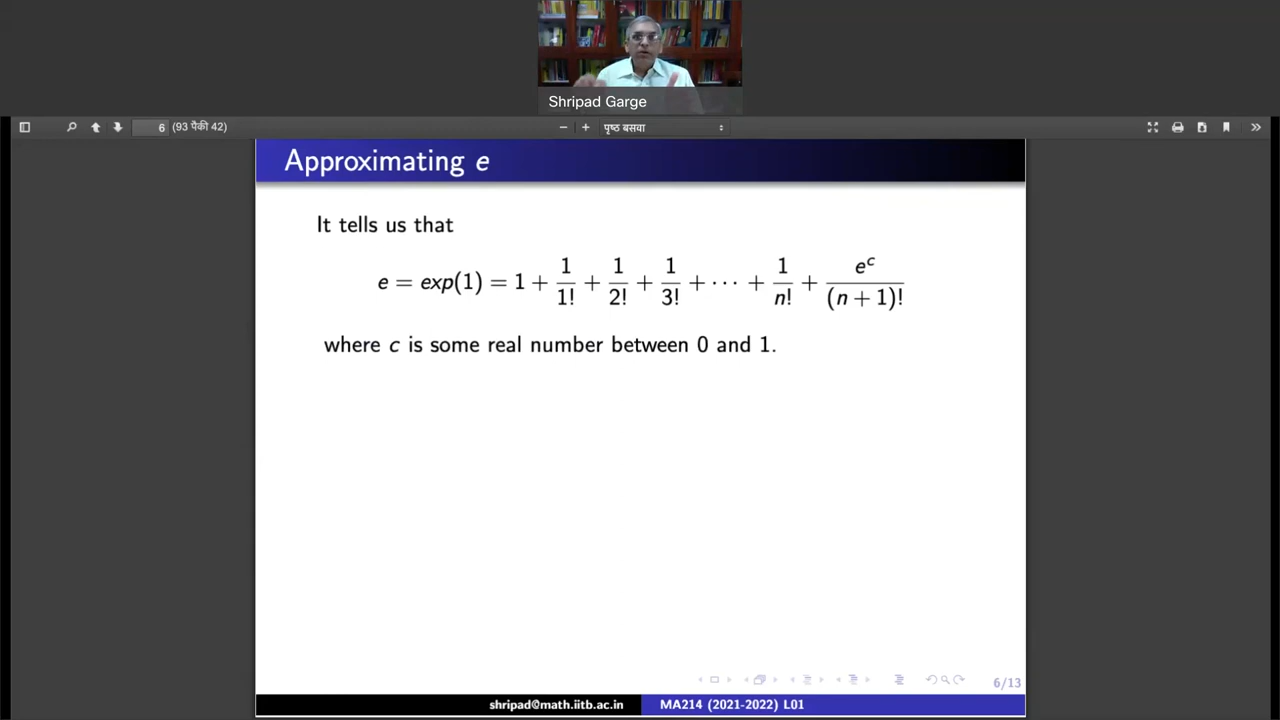 Shripad Garge
6 (93 पैकी 42)
− + पृष्ठ बसवा
Approximating e
It tells us that
e = exp(1) = 1 + 1/1! + 1/2! + 1/3! + ⋯ + 1/n! + e^c/(n + 1)!
where c is some real number between 0 and 1.
6/13
shripad@math.iitb.ac.in MA214 (2021-2022) L01